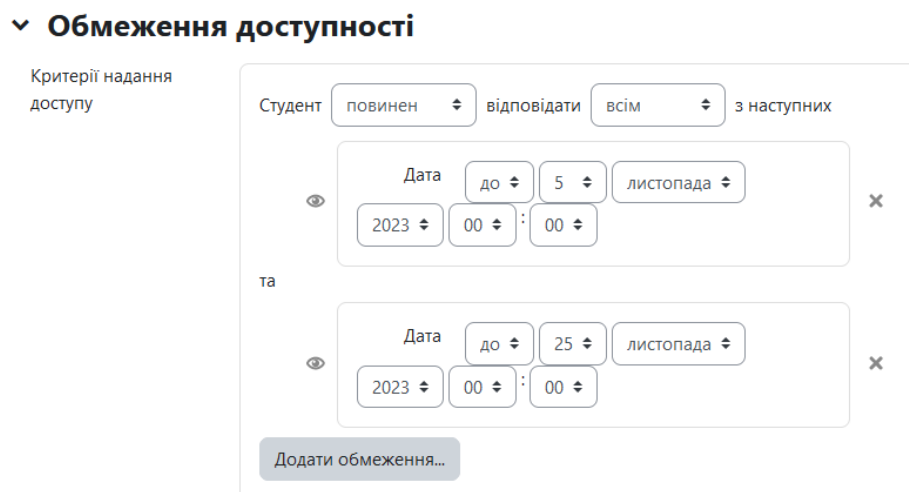 Обмеження доступності
Критерії надання
доступу
Студент повинен відповідати всім з наступних
Дата до 5 листопада
2023 00 : 00
та
Дата до 25 листопада
2023 00 : 00
Додати обмеження...